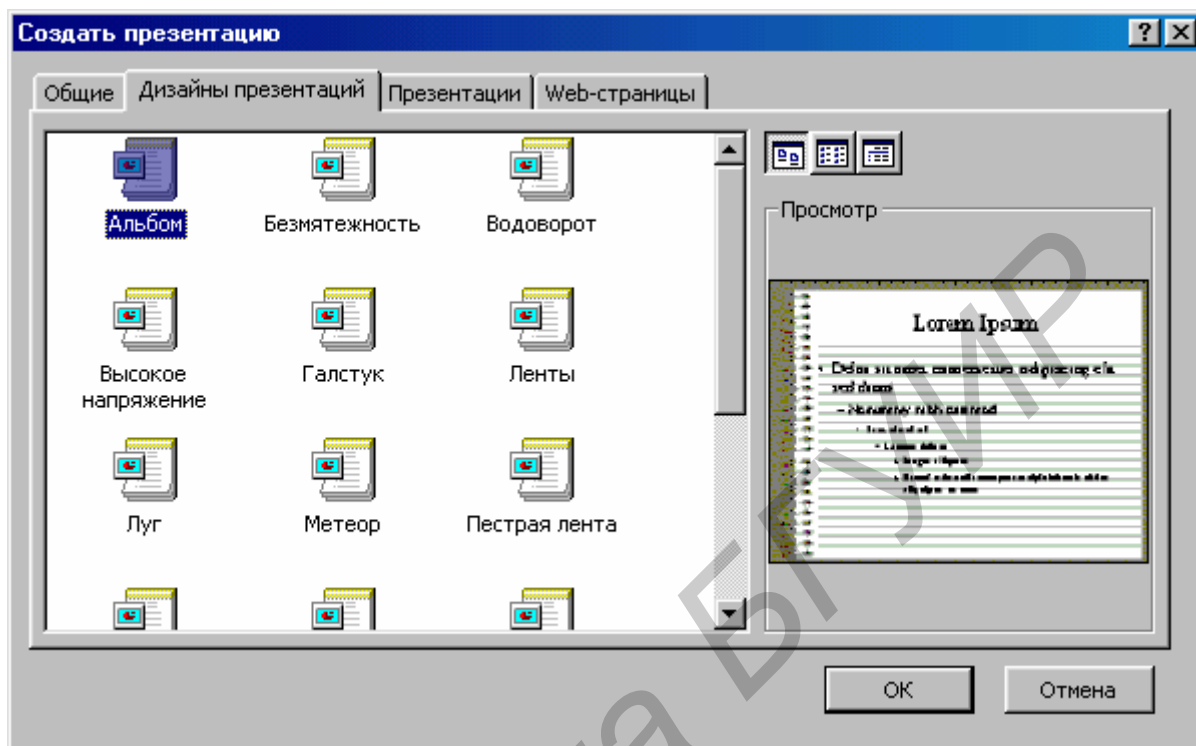 Создать презентацию
Общие Дизайны презентаций Презентации Web-страницы
Альбом Безмятежность Водоворот
Просмотр
Высокое напряжение Галстук Ленты
Луг Метеор Пестрая лента
Lorem Ipsum
OK Отмена
БГУИР